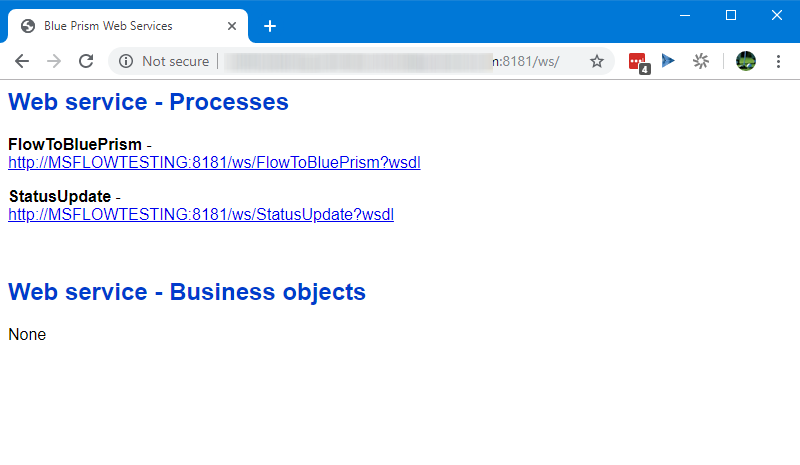 Blue Prism Web Services
Not secure :8181/ws/
4
Web service - Processes
FlowToBluePrism -
http://MSFLOWTESTING:8181/ws/FlowToBluePrism?wsdl
StatusUpdate -
http://MSFLOWTESTING:8181/ws/StatusUpdate?wsdl
Web service - Business objects
None